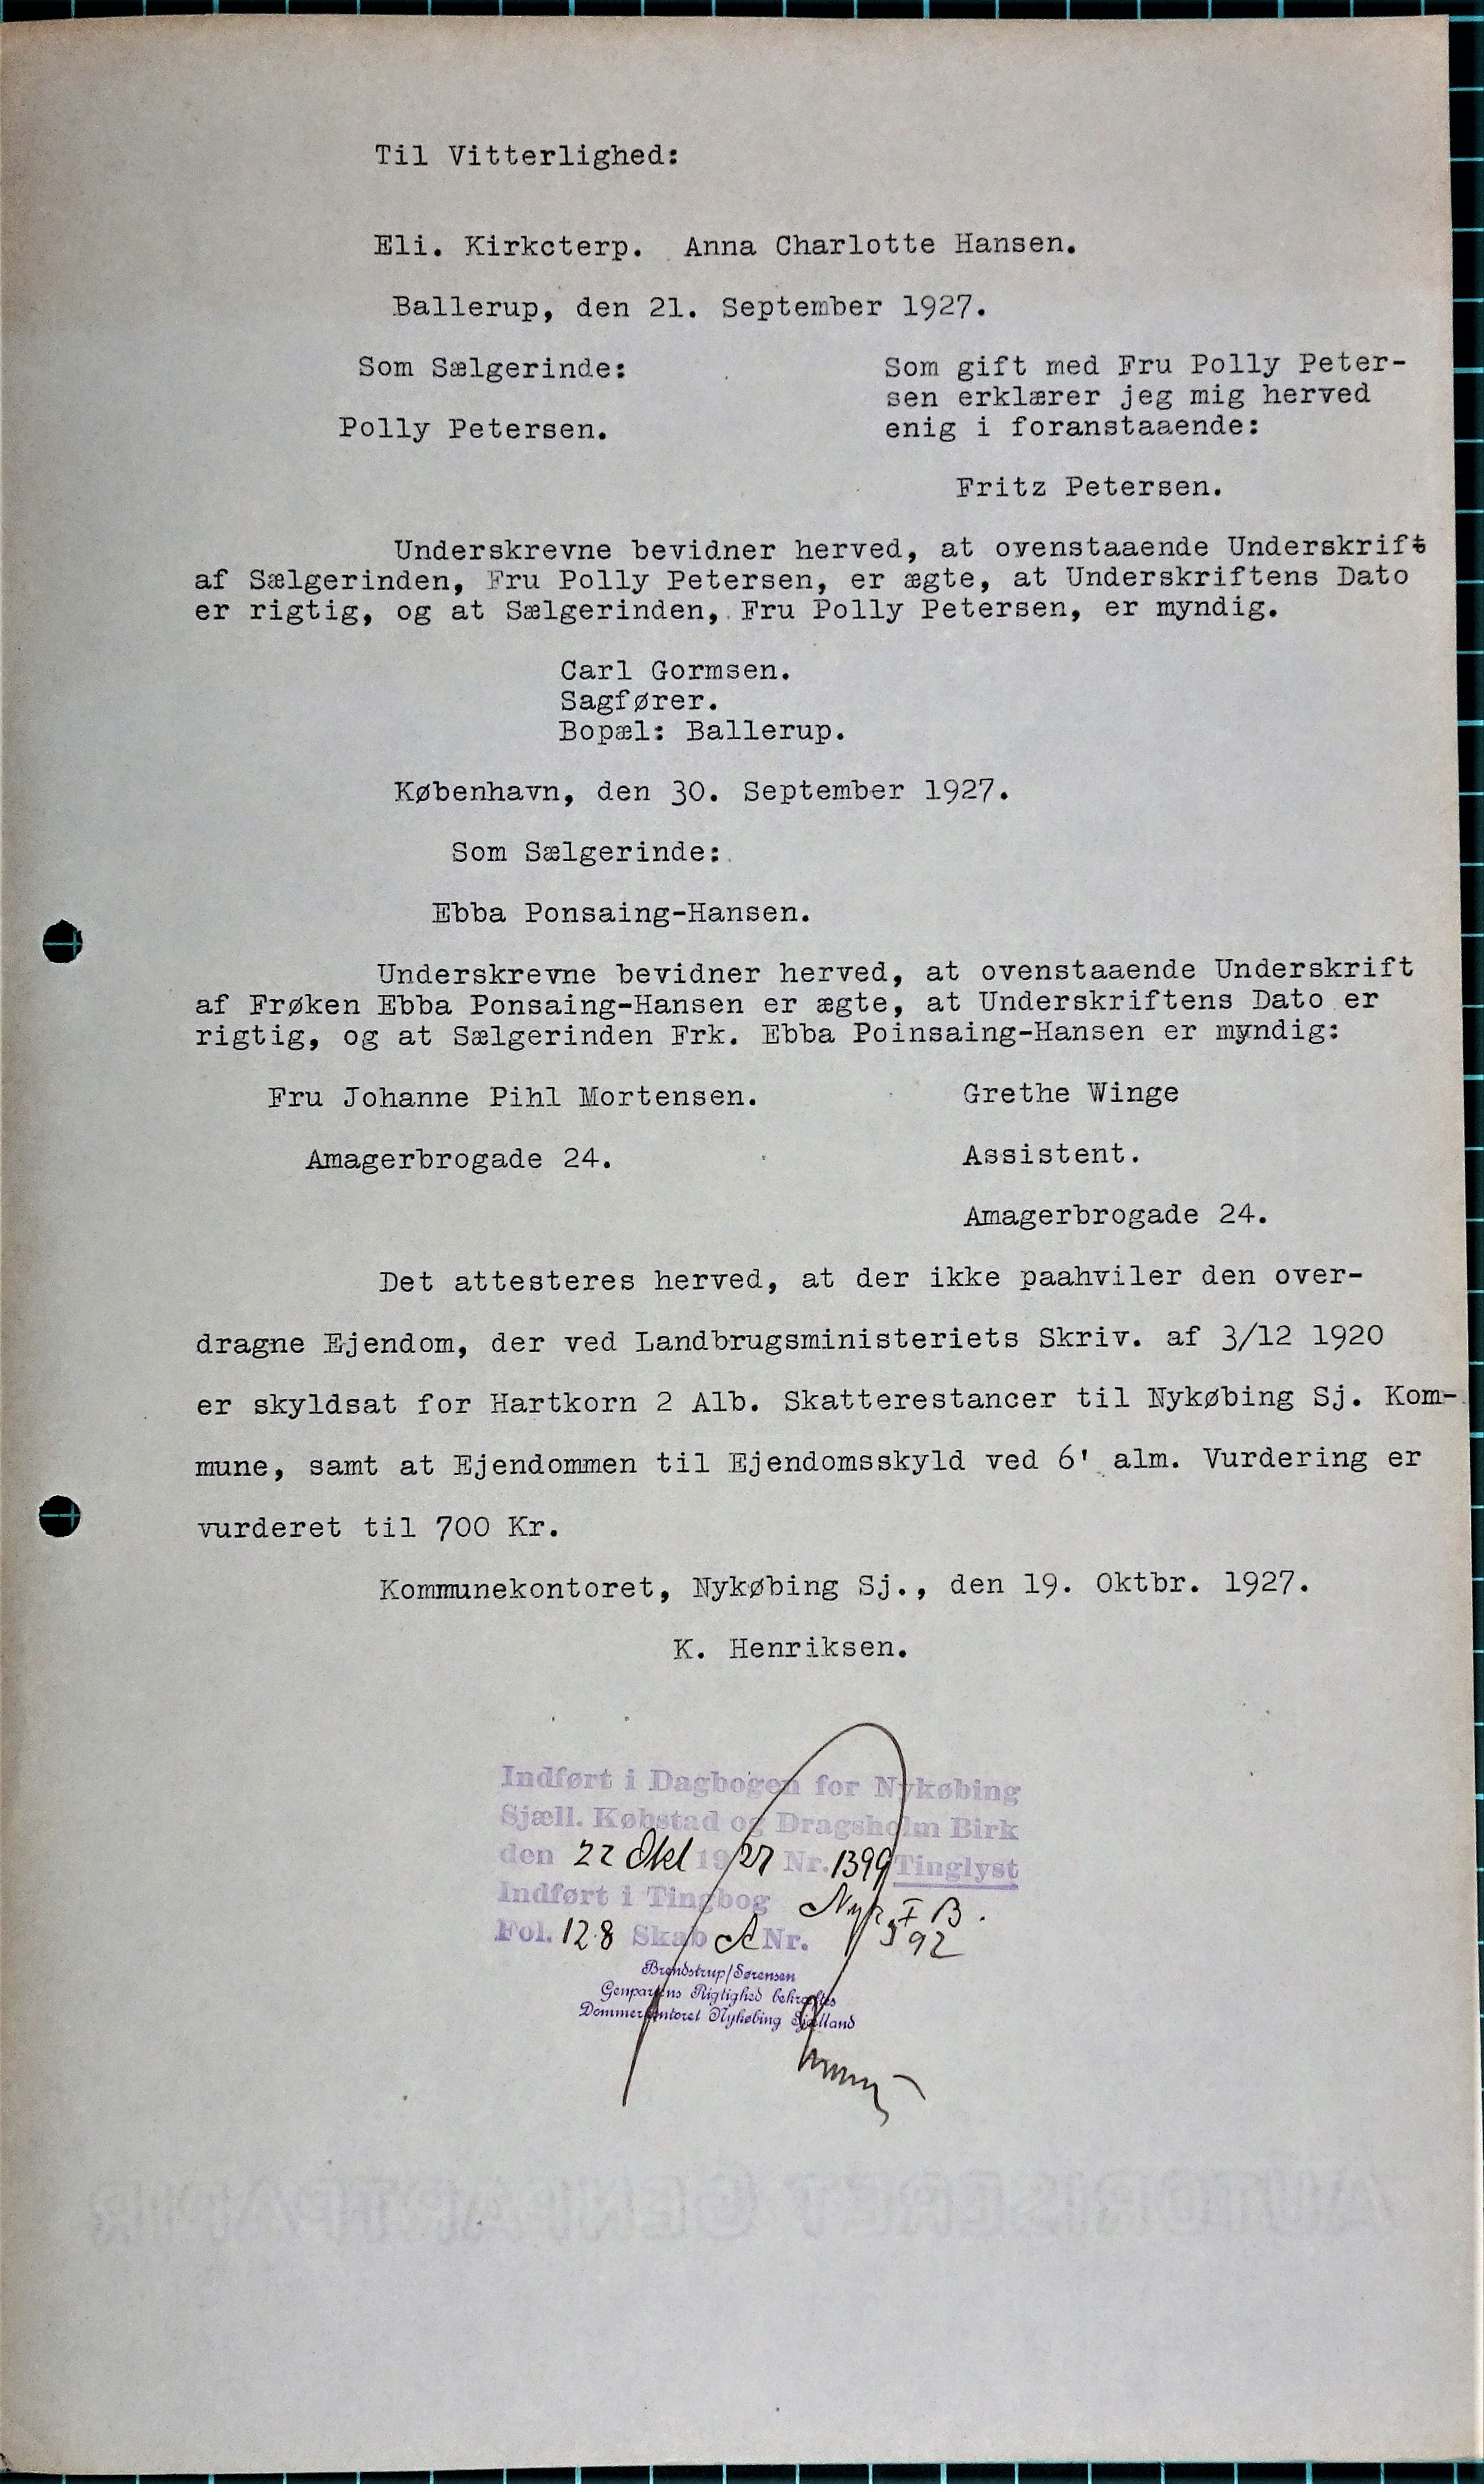 Til Vitterlighed:
Eli. Kirkcterp. Anna Charlotte Hansen.
Ballerup, den 21. September 1927.
Som Sælgerinde:
Polly Petersen.
Som gift med Fru Polly Peter-
sen erklærer jeg mig herved
enig i foranstaaende:
Fritz Petersen.
Underskrevne bevidner herved, at ovenstaaende Underskrift
af Sælgerinden, Fru Polly Petersen, er ægte, at Underskriftens Dato
er rigtig, og at Sælgerinden, Fru Polly Petersen, er myndig.
Carl Gormsen.
Sagfører.
Bopæl: Ballerup.
København, den 30. September 1927.
Som Sælgerinde:
Ebba Ponsaing-Hansen.
Underskrevne bevidner herved, at ovenstaaende Underskrift
af Frøken Ebba Ponsaing-Hansen er ægte, at Underskriftens Dato er
rigtig, og at Sælgerinden Frk. Ebba Poinsaing-Hansen er myndig:
Fru Johanne Pihl Mortensen.
Amagerbrogade 24.
Grethe Winge
Assistent.
Amagerbrogade 24.
Det attesteres herved, at der ikke paahviler den over-
dragne Ejendom, der ved Landbrugsministeriets Skriv. af 3/12 1920
er skyldsat for Hartkorn 2 Alb. Skatterestancer til Nykøbing Sj. Kom-
mune, samt at Ejendommen til Ejendomsskyld ved 6' alm. Vurdering er
vurderet til 700 Kr.
Kommunekontoret, Nykøbing Sj., den 19. Oktbr. 1927.
K. Henriksen.
Indført i Dagbogen for Nykøbing
Sjæll. Købstad og Dragsholm Birk
den 22 Okt 1927 Nr. 1399 Tinglyst
Indført i Tingbog Nyk. I B.
Fol. 128 Skab A Nr. 592
Brendstrup/Sørensen
Genpartens Rigtighed bekræftes
Dommerkontoret Nykøbing Sjælland
AUTORISERET GENPARTPAPIR